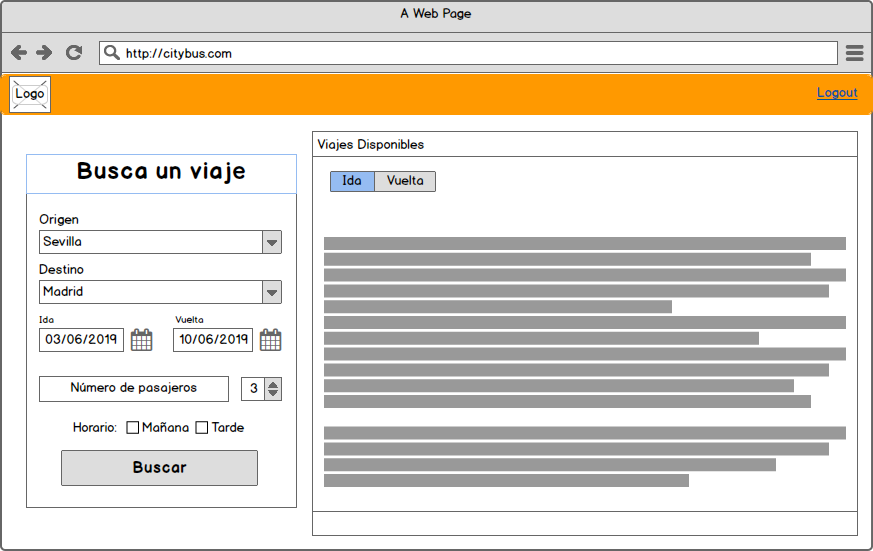 A Web Page
http://citybus.com
Logo
Logout
Busca un viaje
Origen
Sevilla
Destino
Madrid
Ida Vuelta
03/06/2019 10/06/2019
Número de pasajeros 3
Horario: Mañana Tarde
Buscar
Viajes Disponibles
Ida Vuelta